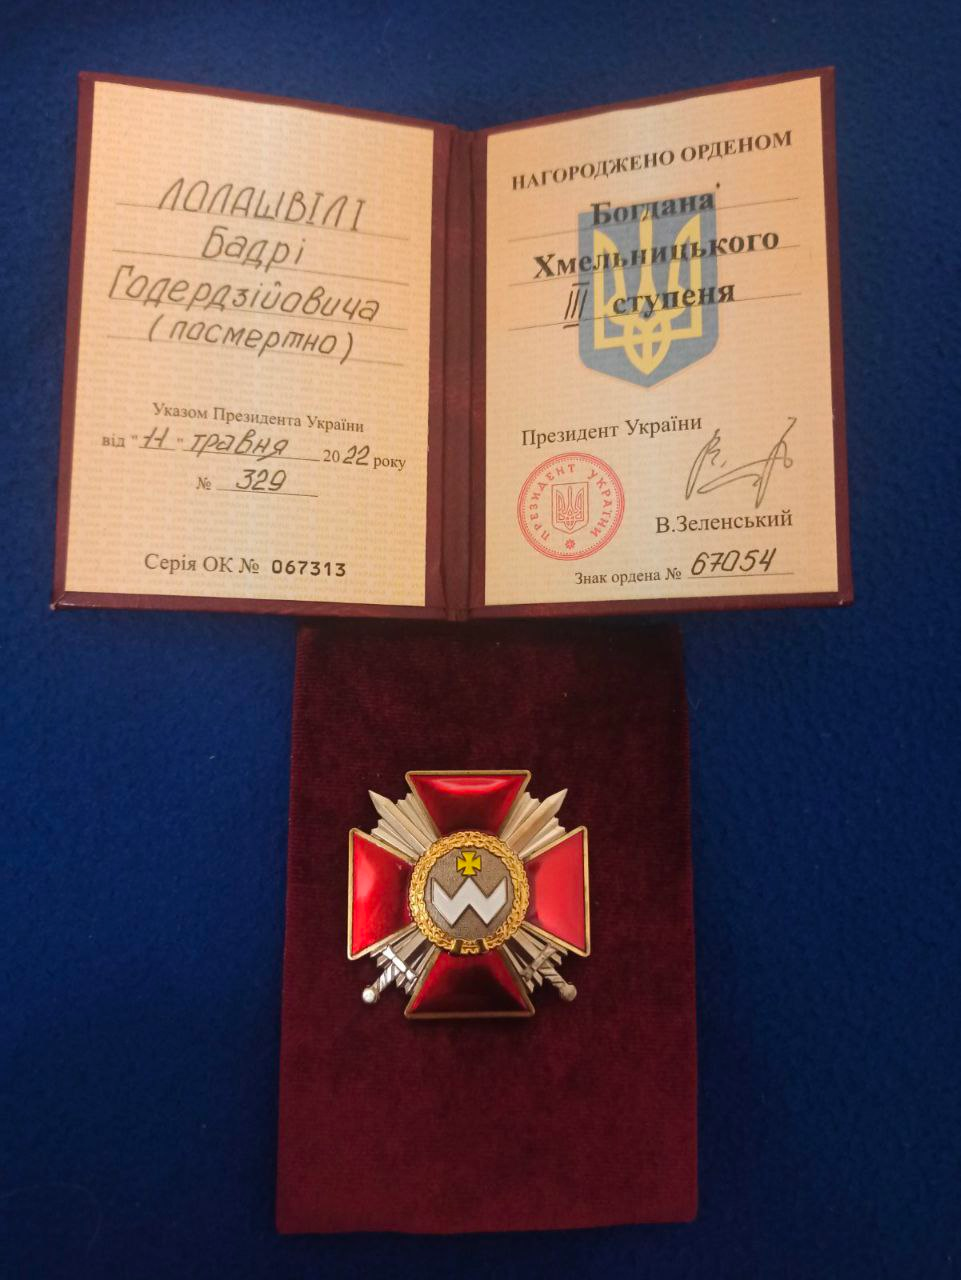 ЛОЛАШВІЛІ
Бадрі
Годердзійовича
(посмертно)
Указом Президента України
від "11" травня 2022 року
№ 329
Серія ОК № 067313
НАГОРОДЖЕНО ОРДЕНОМ
Богдана
Хмельницького
III ступеня
Президент України
ПРЕЗИДЕНТ УКРАЇНИ
В.Зеленський
Знак ордена № 67054